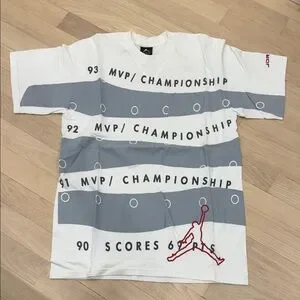 93 MVP/ CHAMPIONSHIP
92 MVP/ CHAMPIONSHIP
91 MVP/ CHAMPIONSHIP
90 SCORES 69 PTS